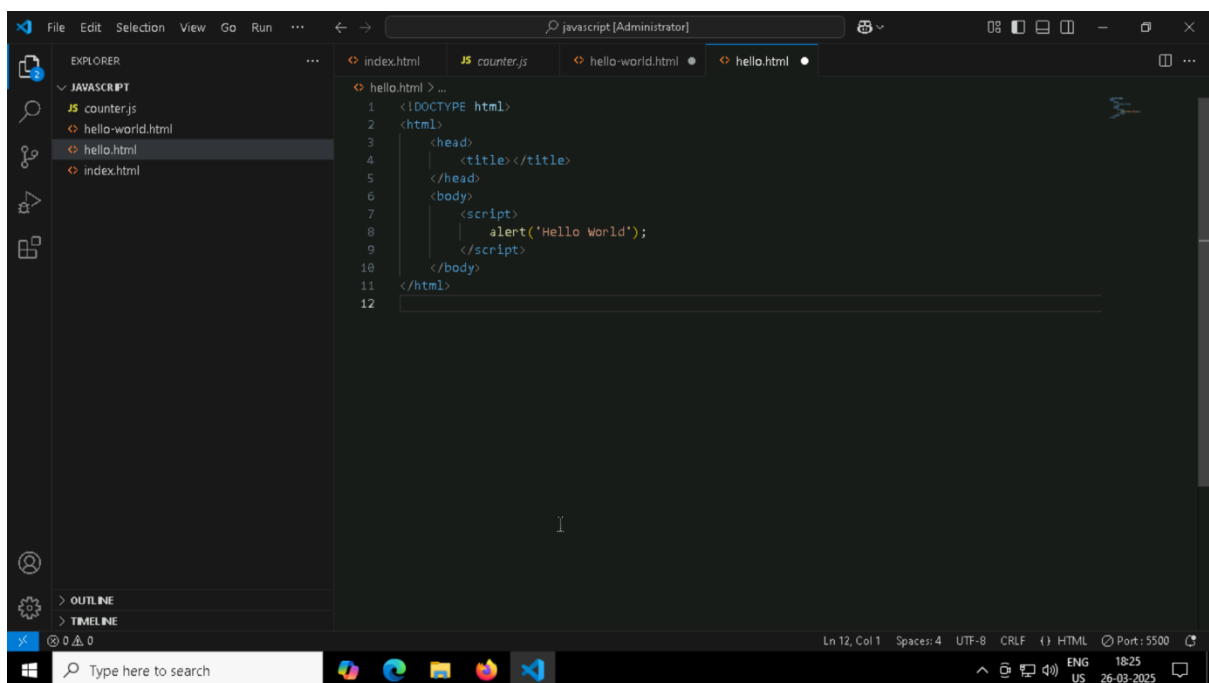 File Edit Selection View Go Run ···
javascript [Administrator]
EXPLORER ···
JAVASCRIPT
JS counter.js
<> hello-world.html
<> hello.html
<> index.html
OUTLINE
TIMELINE
<> index.html JS counter.js <> hello-world.html ● <> hello.html ●
<> hello.html > ...
1 <!DOCTYPE html>
2 <html>
3 <head>
4 <title></title>
5 </head>
6 <body>
7 <script>
8 alert('Hello World');
9 </script>
10 </body>
11 </html>
12
2
0 0 Ln 12, Col 1 Spaces: 4 UTF-8 CRLF {} HTML Port : 5500
Type here to search ENG 18:25
US 26-03-2025